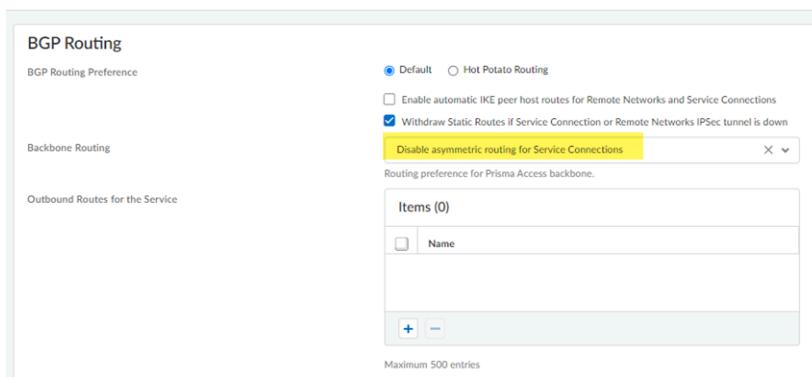 BGP Routing
BGP Routing Preference
Default
Hot Potato Routing
Enable automatic IKE peer host routes for Remote Networks and Service Connections
Withdraw Static Routes if Service Connection or Remote Networks IPSec tunnel is down
Backbone Routing
Disable asymmetric routing for Service Connections
Routing preference for Prisma Access backbone.
Outbound Routes for the Service
Items (0)
Name
Maximum 500 entries